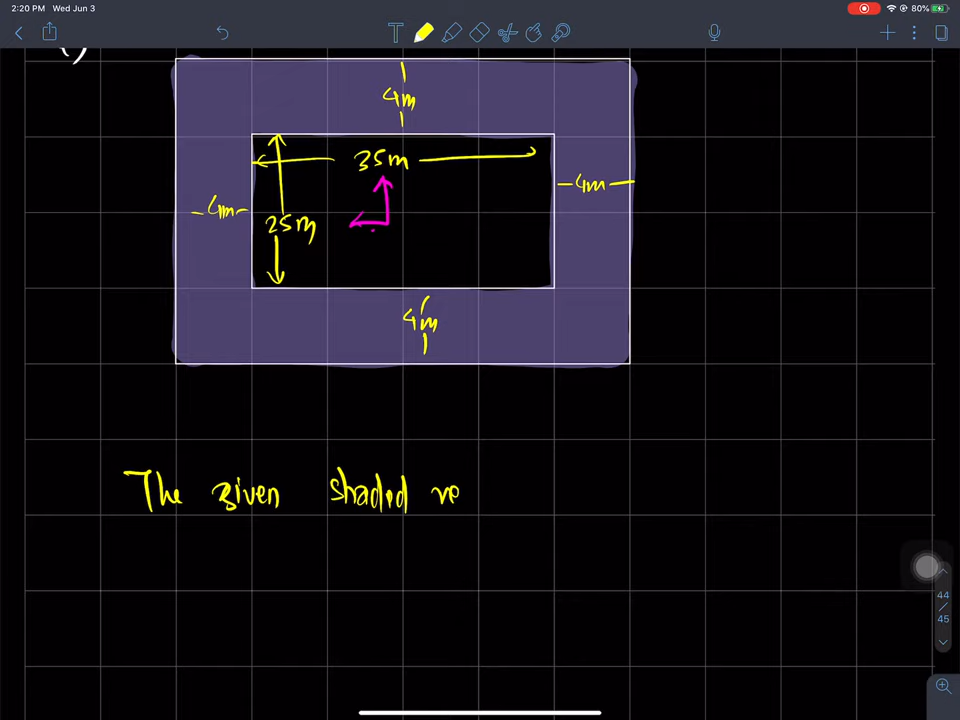 2:20 PM Wed Jun 3
80%
T
4m
35m
4m
4m
25m
4m
The given shaded re
44
/
45